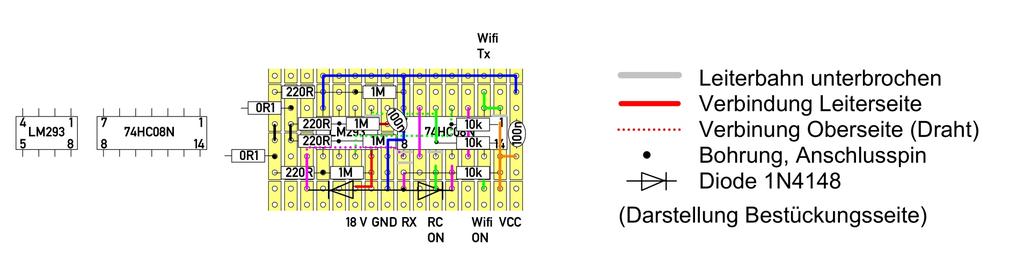 Wifi
Tx
220R 1M
0R1
100n
4 1 7 1 220R 1M 10k 1
LM293 74HC08N LM293 74HC08N 100n
5 8 8 14 220R 1M 8 10k 14
0R1
220R 1M 10k
18 V GND RX RC Wifi VCC
ON ON
Leiterbahn unterbrochen
Verbindung Leiterseite
Verbinung Oberseite (Draht)
Bohrung, Anschlusspin
Diode 1N4148
(Darstellung Bestückungsseite)